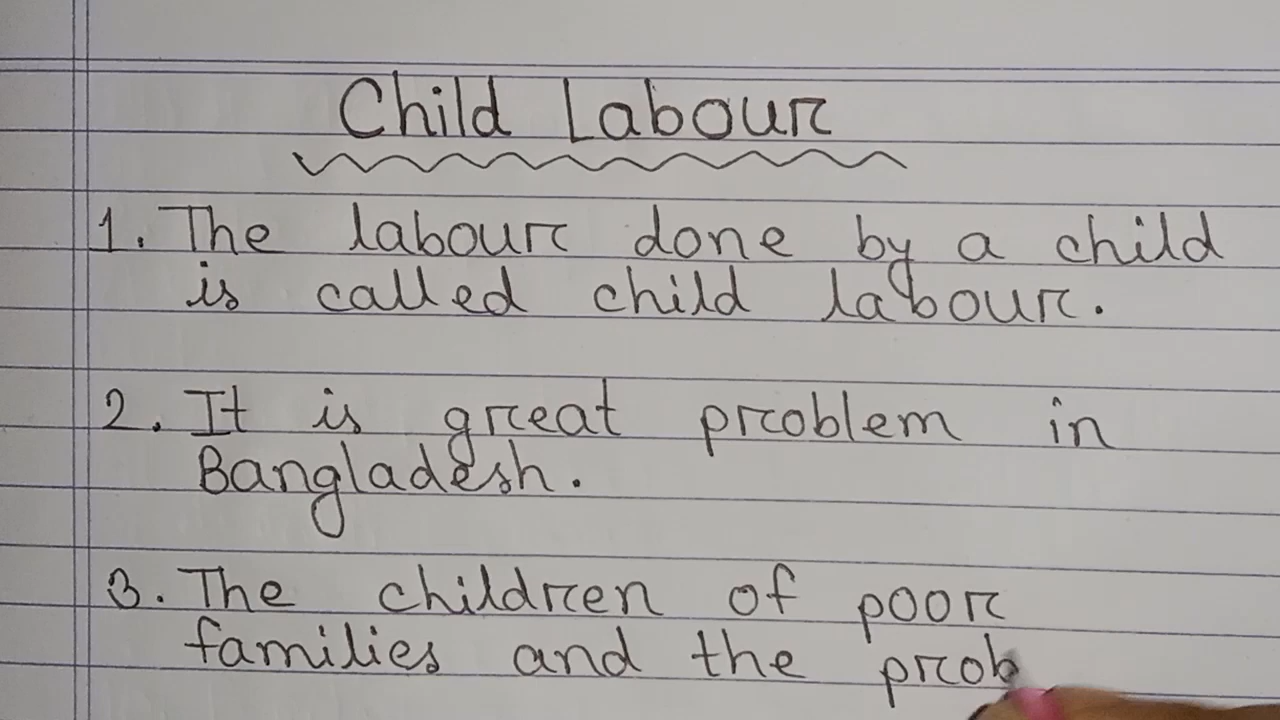 Child Labour
1. The labour done by a child
is called child labour.
2. It is great problem in
Bangladesh.
3. The children of poor
families and the prob